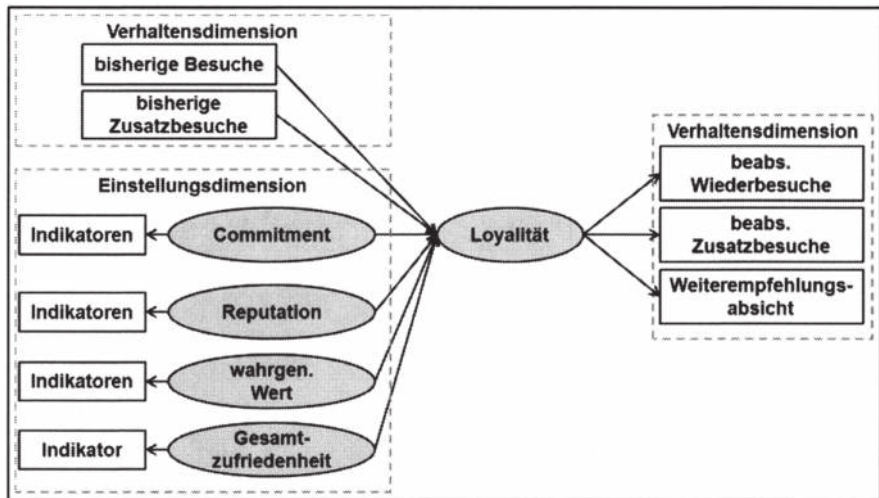 Verhaltensdimension
bisherige Besuche
bisherige
Zusatzbesuche
Einstellungsdimension
Indikatoren
Commitment
Indikatoren
Reputation
Indikatoren
wahrgen.
Wert
Indikator
Gesamt-
zufriedenheit
Loyalität
Verhaltensdimension
beabs.
Wiederbesuche
beabs.
Zusatzbesuche
Weiterempfehlungs-
absicht